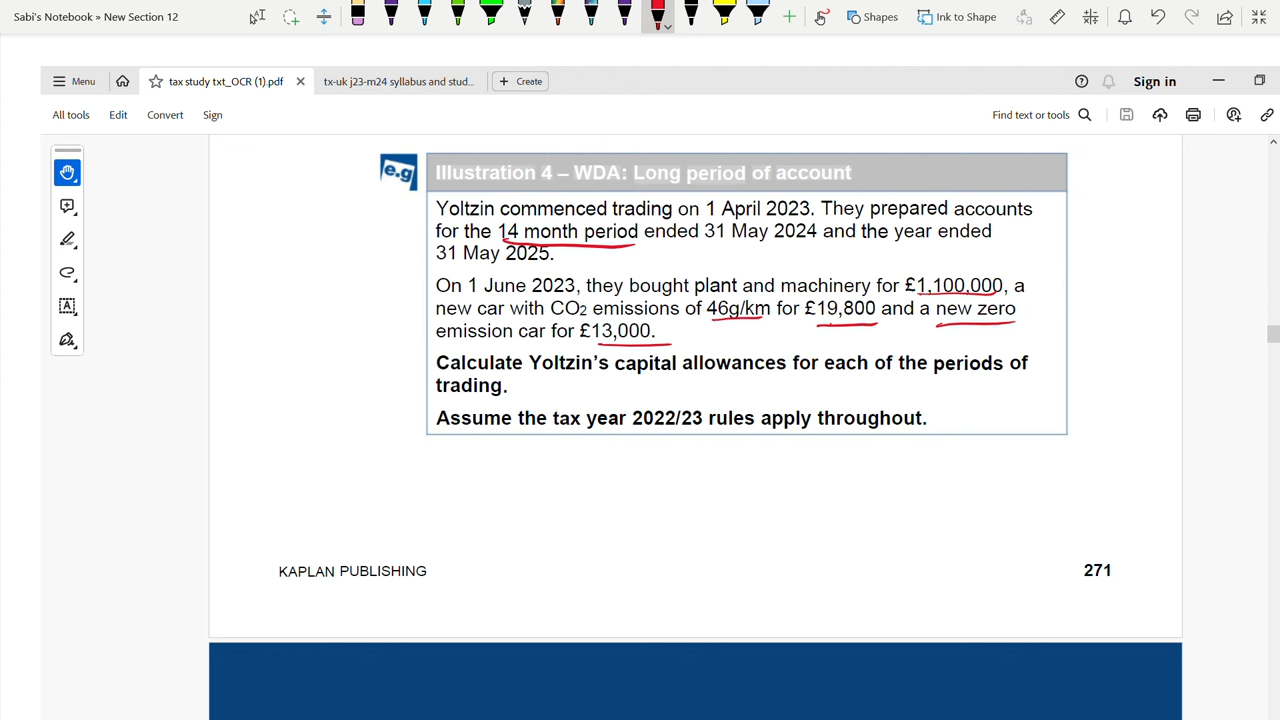 Sabi's Notebook » New Section 12
Shapes
Ink to Shape
Menu
tax study txt_OCR (1).pdf
tx-uk j23-m24 syllabus and stud...
Create
Sign in
All tools
Edit
Convert
Sign
Find text or tools
e.g
Illustration 4 – WDA: Long period of account
Yoltzin commenced trading on 1 April 2023. They prepared accounts
for the 14 month period ended 31 May 2024 and the year ended
31 May 2025.
On 1 June 2023, they bought plant and machinery for £1,100,000, a
new car with CO2 emissions of 46g/km for £19,800 and a new zero
emission car for £13,000.
Calculate Yoltzin's capital allowances for each of the periods of
trading.
Assume the tax year 2022/23 rules apply throughout.
KAPLAN PUBLISHING
271